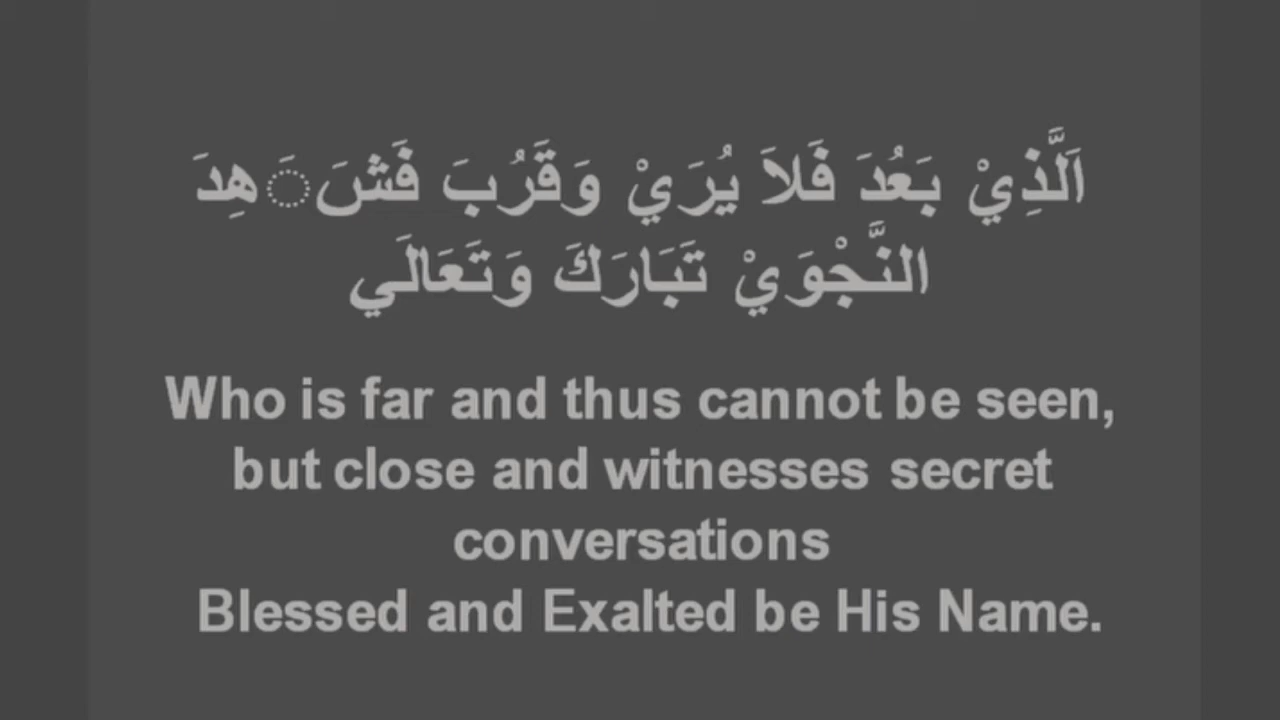 اَلَّذِيْ بَعُدَ فَلاَ يُرَيْ وَقَرُبَ فَشَ◌َهِدَ
النَّجْوَيْ تَبَارَكَ وَتَعَالَي
Who is far and thus cannot be seen,
but close and witnesses secret
conversations
Blessed and Exalted be His Name.